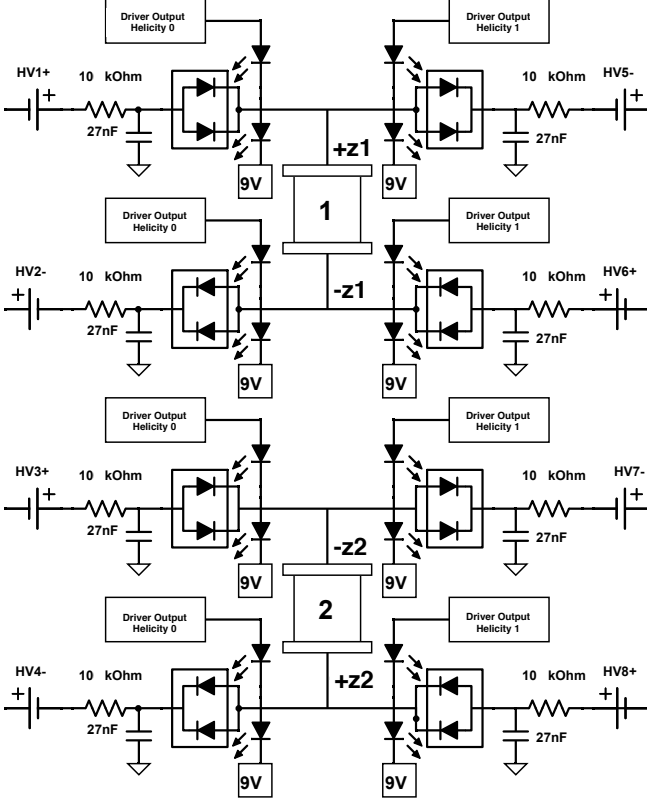 Driver Output
Helicity 0
Driver Output
Helicity 1
HV1+
10 kOhm
10 kOhm
HV5-
+
+
27nF
27nF
+z1
9V
9V
1
Driver Output
Helicity 0
Driver Output
Helicity 1
HV2-
10 kOhm
-z1
10 kOhm
HV6+
+
+
27nF
27nF
9V
9V
Driver Output
Helicity 0
Driver Output
Helicity 1
HV3+
10 kOhm
10 kOhm
HV7-
+
+
27nF
27nF
-z2
9V
9V
2
Driver Output
Helicity 0
Driver Output
Helicity 1
HV4-
10 kOhm
+z2
10 kOhm
HV8+
+
+
27nF
27nF
9V
9V